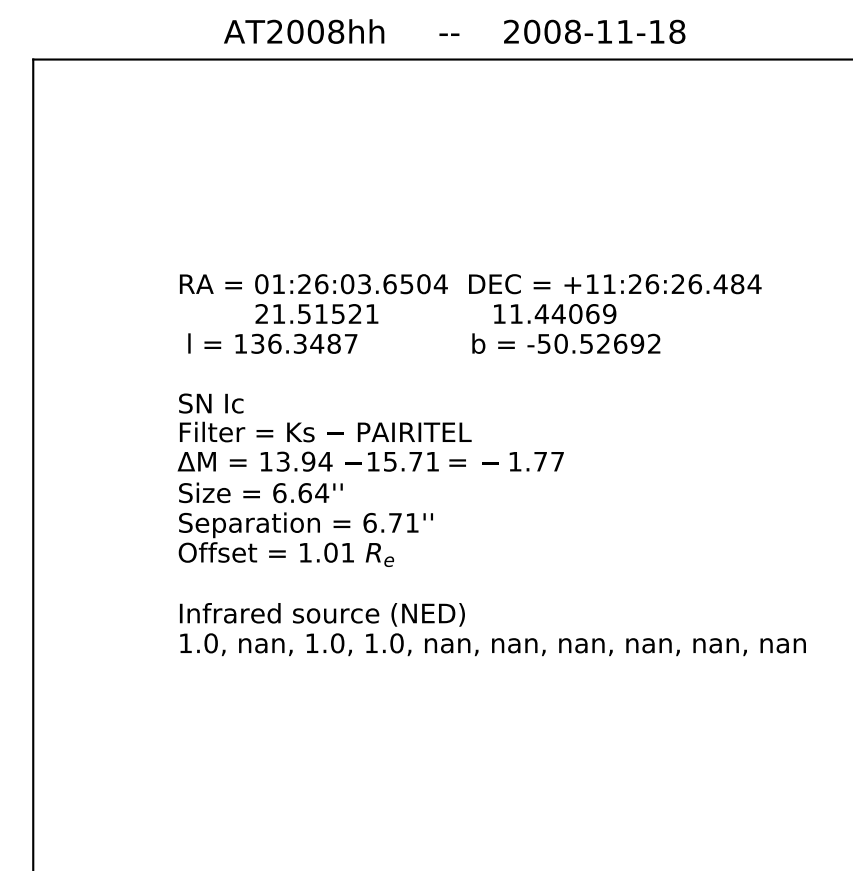 AT2008hh -- 2008-11-18
RA = 01:26:03.6504 DEC = +11:26:26.484
21.51521 11.44069
l = 136.3487 b = -50.52692
SN Ic
Filter = Ks − PAIRITEL
ΔM = 13.94 −15.71 = − 1.77
Size = 6.64''
Separation = 6.71''
Offset = 1.01 Rₑ
Infrared source (NED)
1.0, nan, 1.0, 1.0, nan, nan, nan, nan, nan, nan